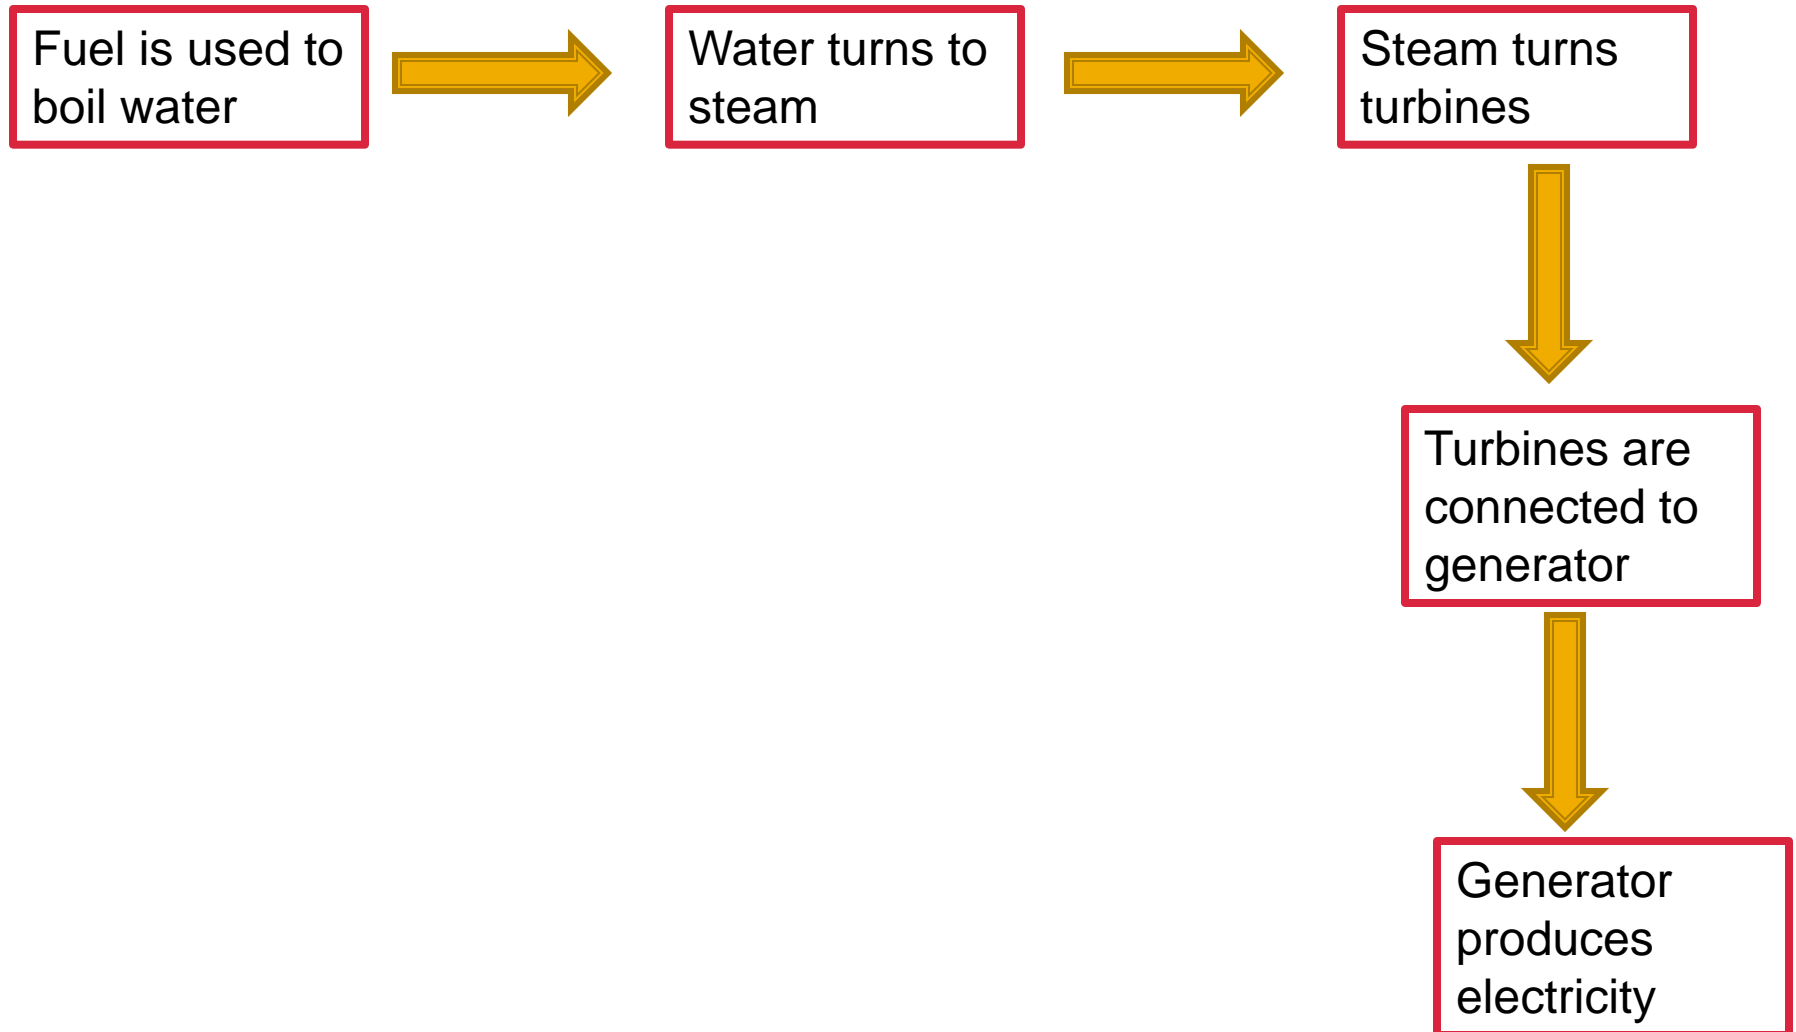 Fuel is used to
boil water
Water turns to
steam
Steam turns
turbines
Turbines are
connected to
generator
Generator
produces
electricity